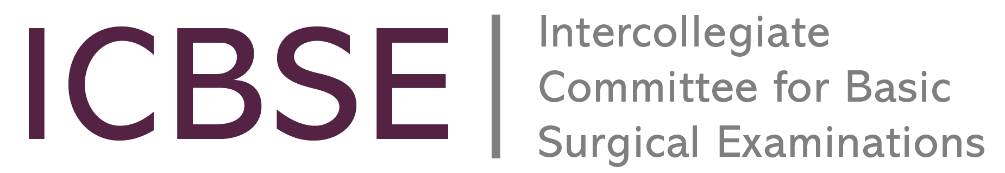 ICBSE
Intercollegiate
Committee for Basic
Surgical Examinations